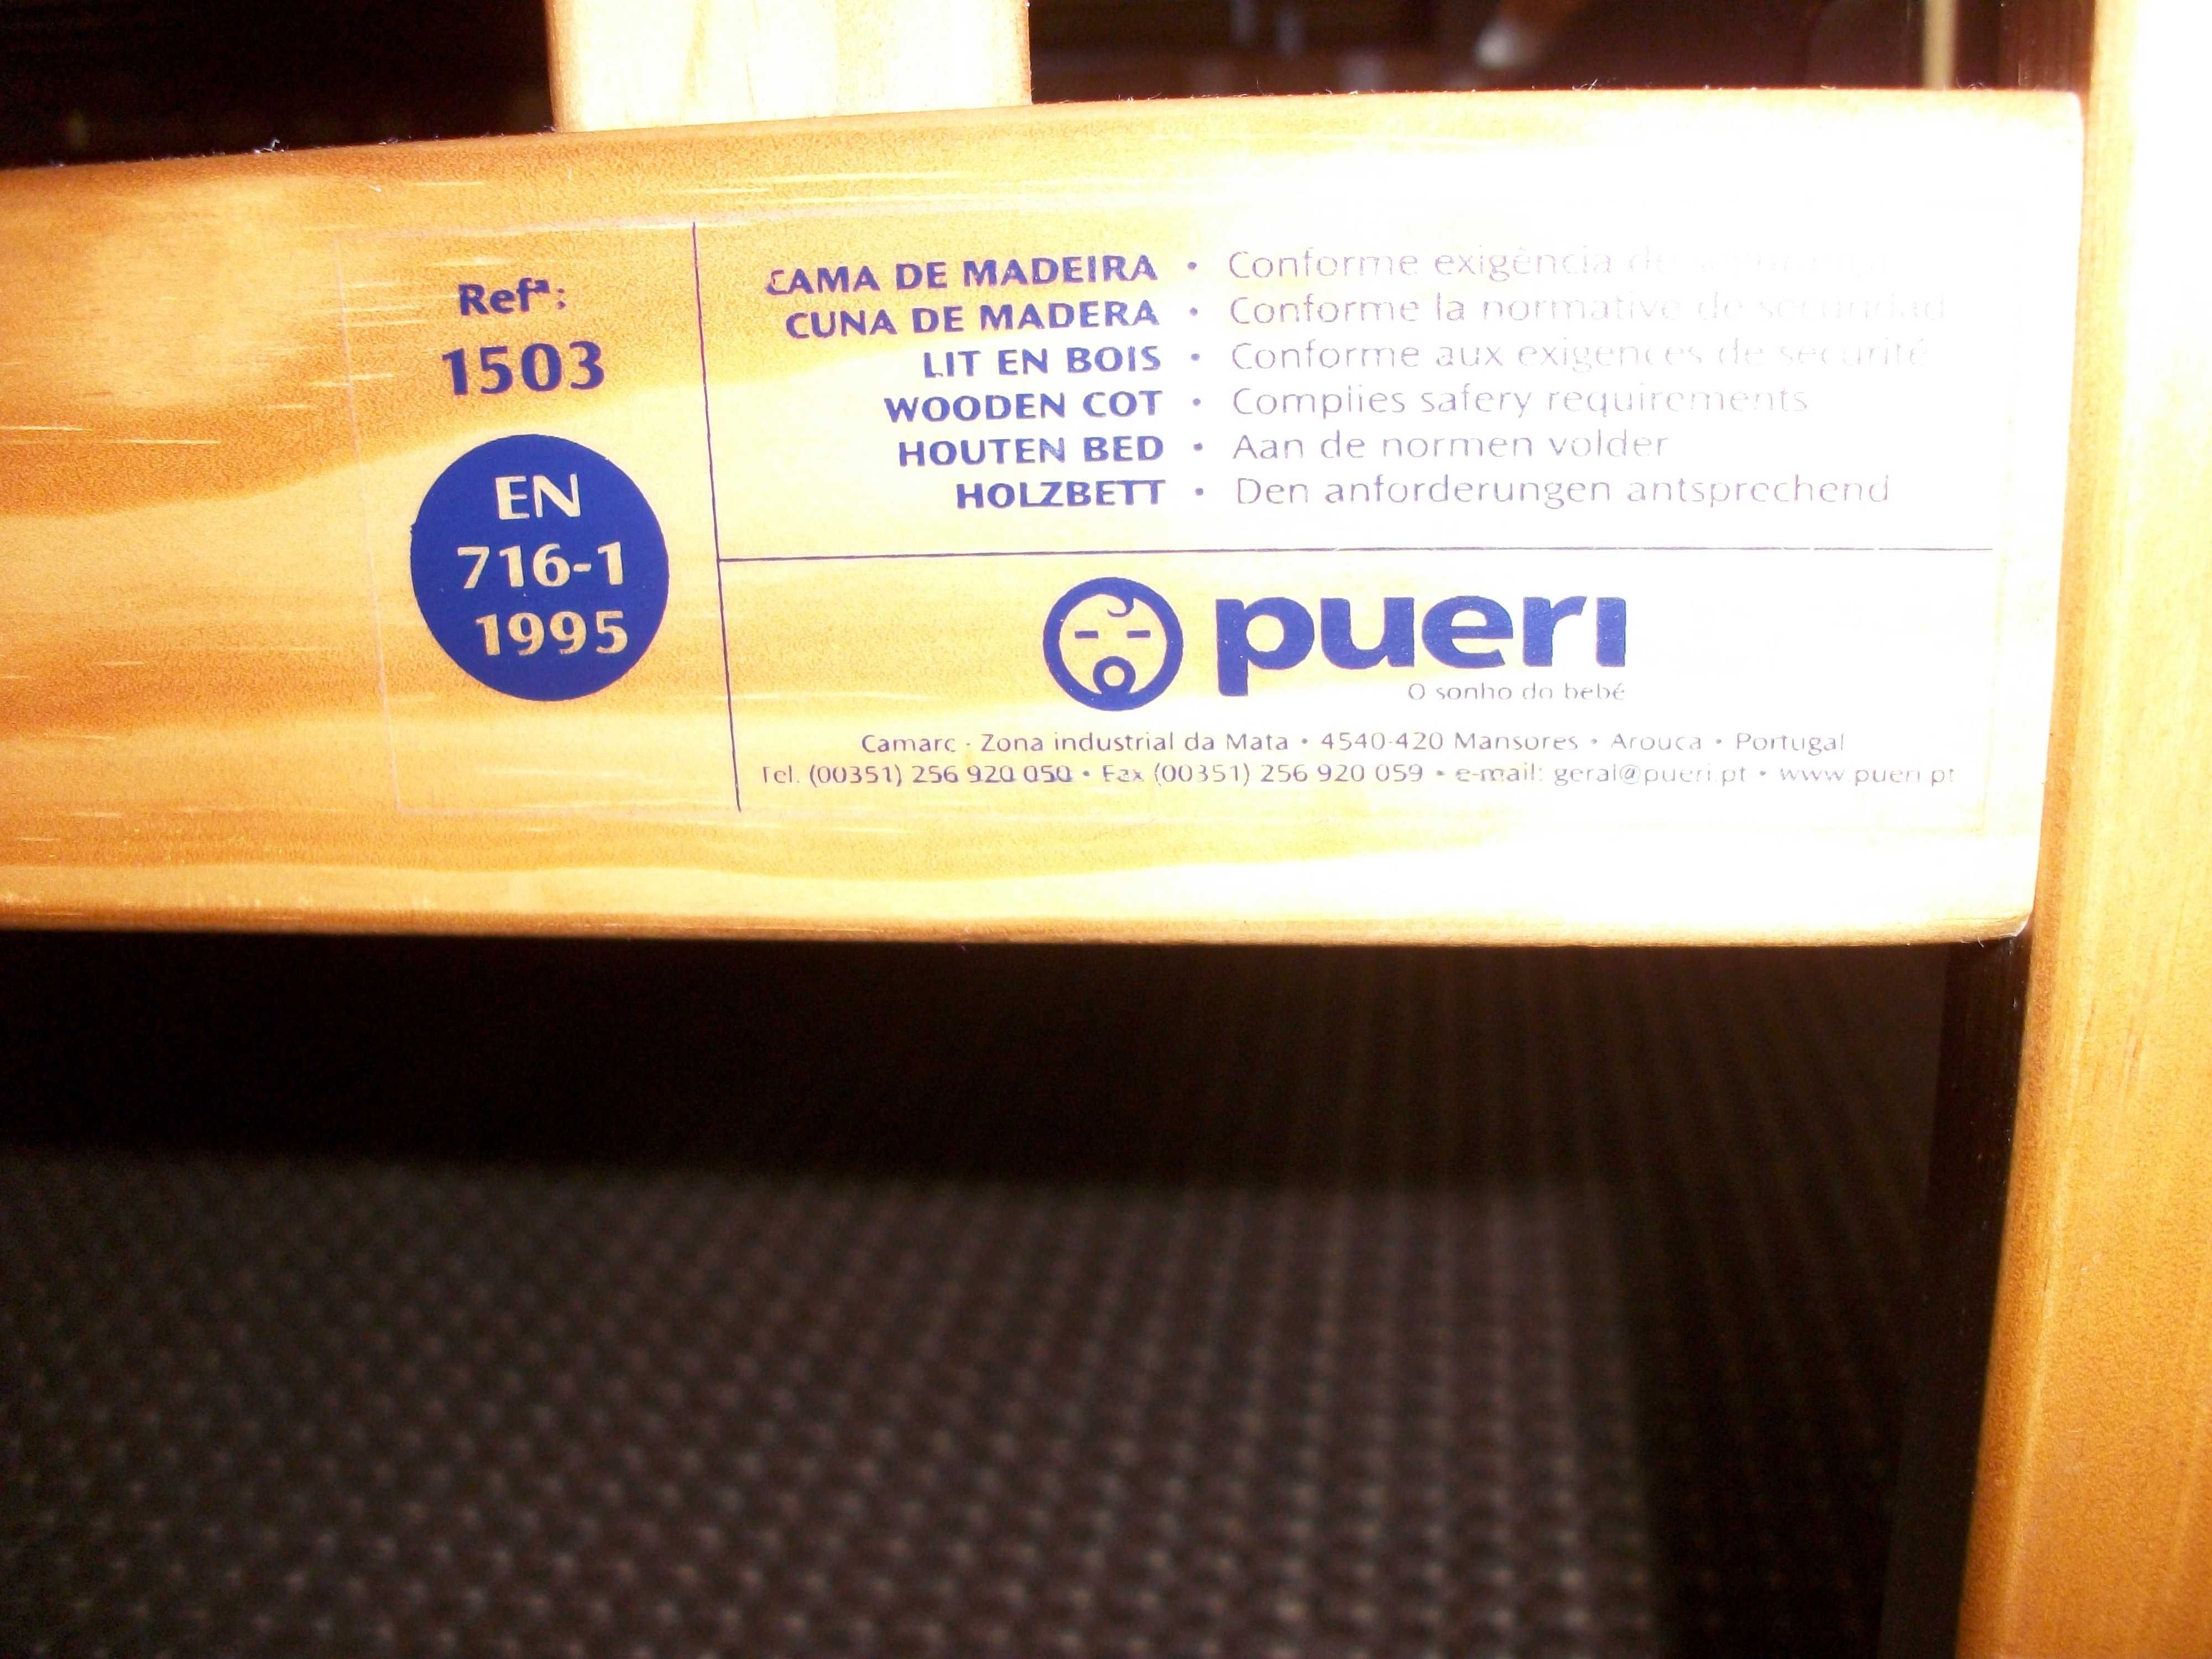 Refª:
1503
EN
716-1
1995
CAMA DE MADEIRA • Conforme exigência de
CUNA DE MADERA • Conforme la normative de securidad
LIT EN BOIS • Conforme aux exigences de securité
WOODEN COT • Complies safery requirements
HOUTEN BED • Aan de normen volder
HOLZBETT • Den anforderungen antsprechend
pueri
O sonho do bebé
Camarc - Zona industrial da Mata • 4540-420 Mansores • Arouca • Portugal
Tel. (00351) 256 920 050 • Fax (00351) 256 920 059 • e-mail: geral@pueri.pt • www.pueri.pt